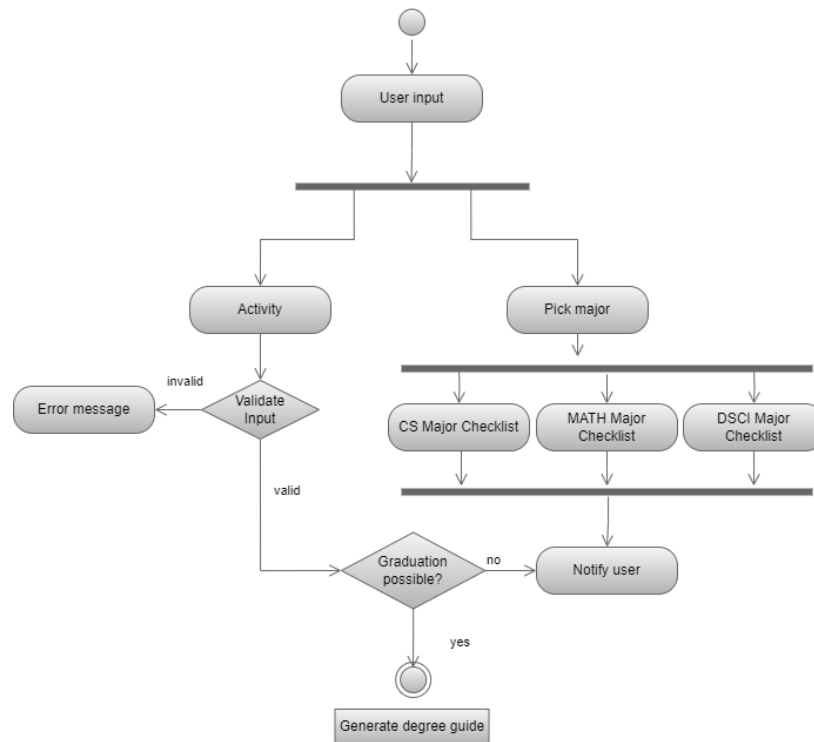 User input
Activity
Pick major
invalid
Validate
Input
Error message
CS Major Checklist
MATH Major
Checklist
DSCI Major
Checklist
valid
Graduation
possible?
no
Notify user
yes
Generate degree guide